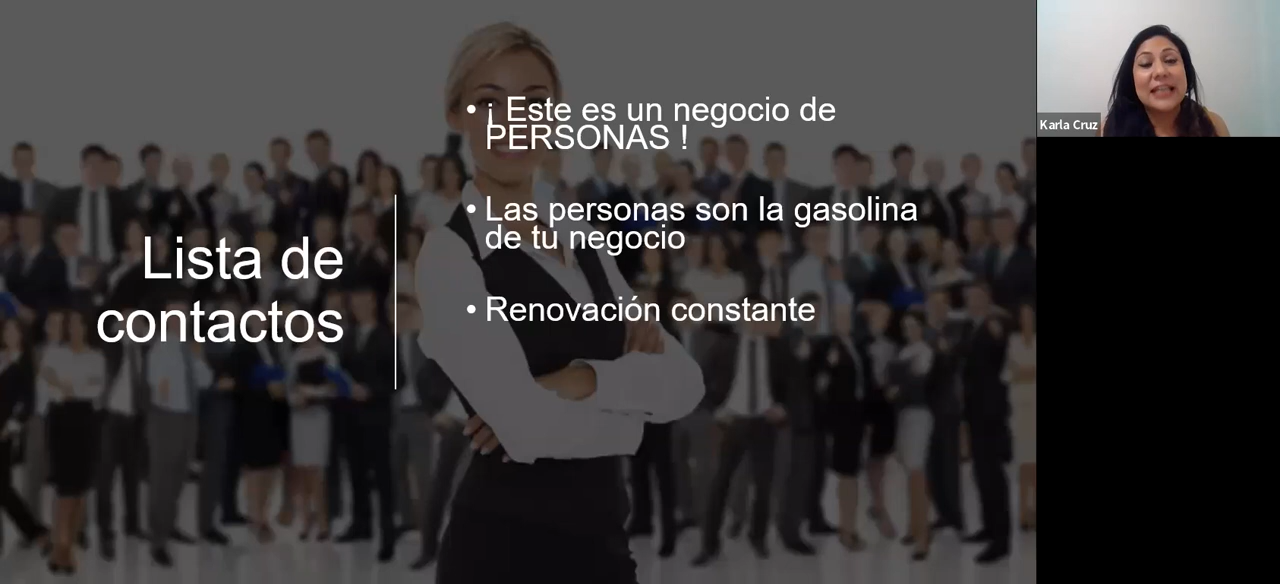 Lista de
contactos
• ¡ Este es un negocio de
PERSONAS !
• Las personas son la gasolina
de tu negocio
• Renovación constante
Karla Cruz